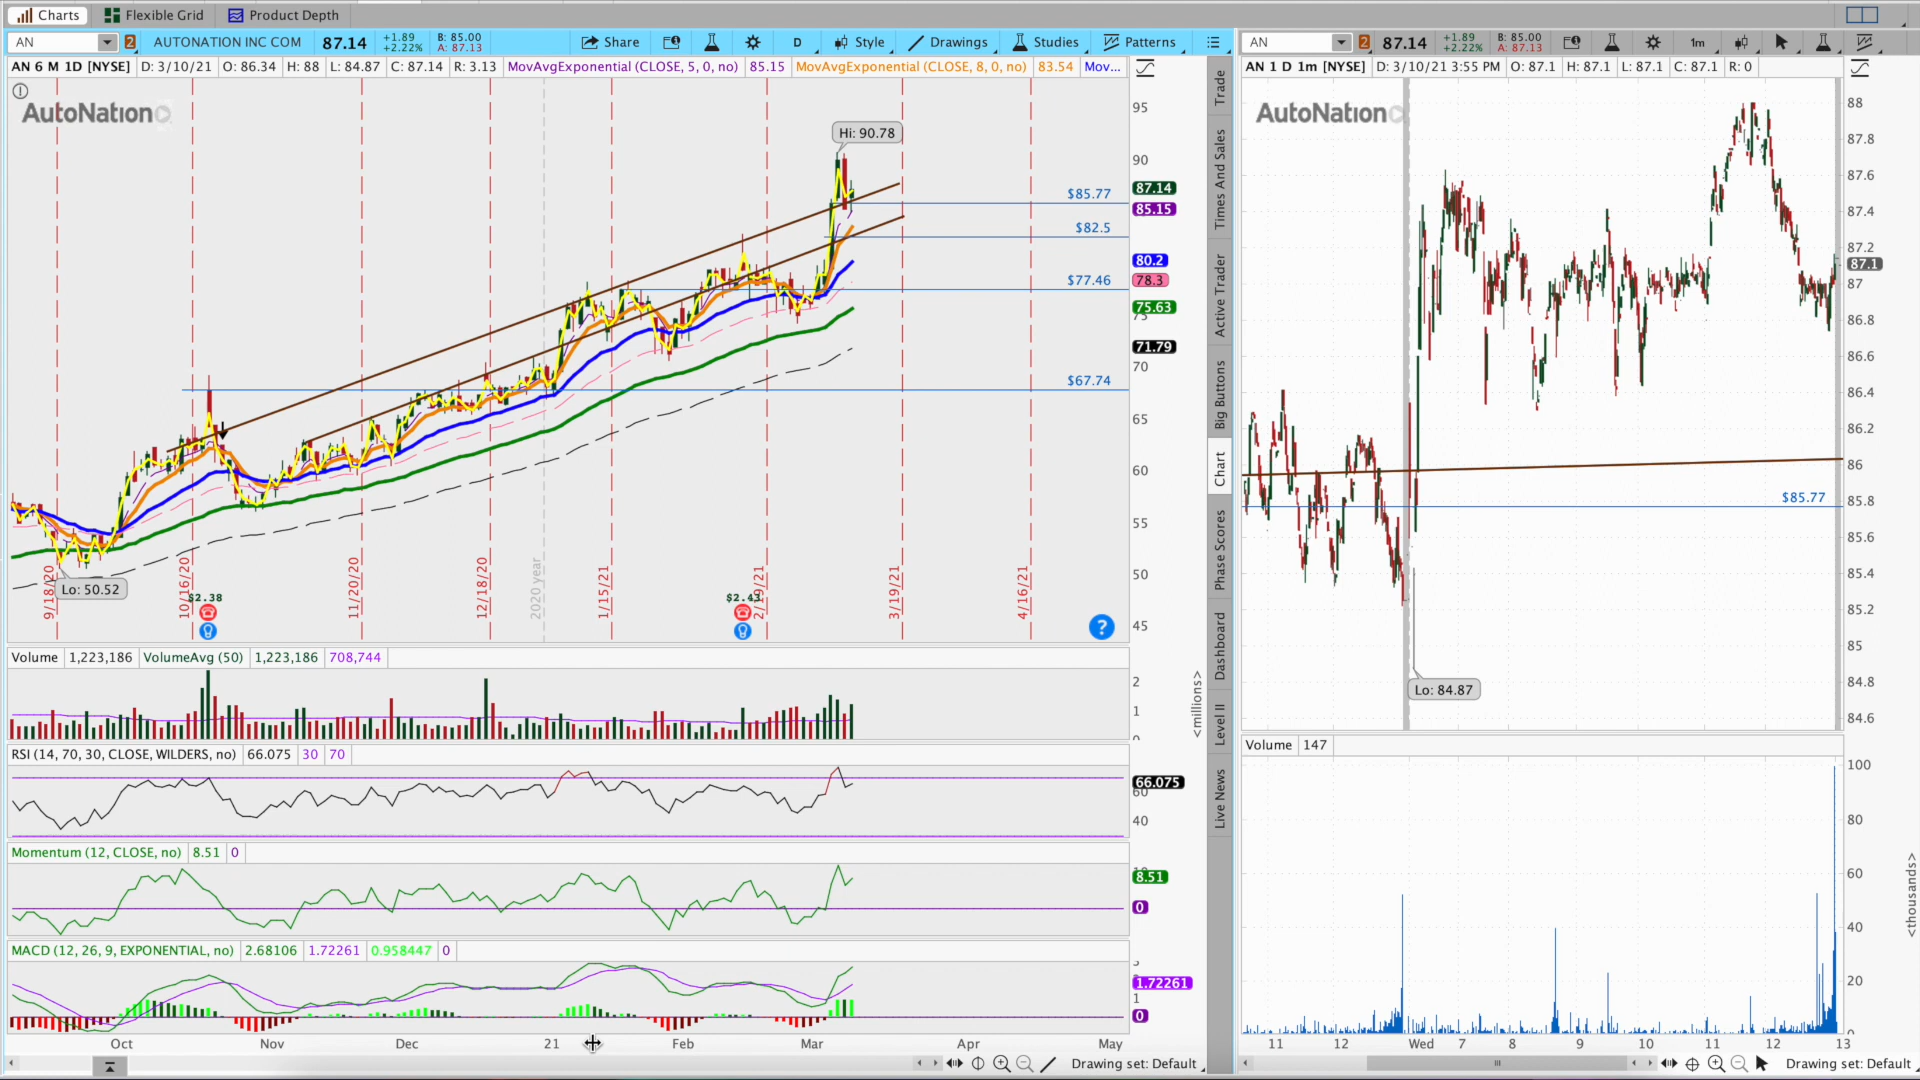 Charts Flexible Grid Product Depth
AN 2 AUTONATION INC COM 87.14 +1.89 +2.22% B: 85.00 A: 87.13 Share D Style Drawings Studies Patterns
AN 6 M 1D [NYSE] D: 3/10/21 O: 86.34 H: 88 L: 84.87 C: 87.14 R: 3.13 MovAvgExponential (CLOSE, 5, 0, no) 85.15 MovAvgExponential (CLOSE, 8, 0, no) 83.54 Mov...
AutoNation
Hi: 90.78
$85.77
$82.5
$77.46
$67.74
Lo: 50.52
9/18/20
10/16/20
11/20/20
12/18/20
2020 year
1/15/21
2/19/21
3/19/21
4/16/21
$2.38
$2.43
?
95
90
87.14
85.15
80.2
78.3
75.63
75
71.79
70
65
60
55
50
45
Volume 1,223,186 VolumeAvg (50) 1,223,186 708,744
2
1
<millions>
RSI (14, 70, 30, CLOSE, WILDERS, no) 66.075 30 70
66.075
60
40
Momentum (12, CLOSE, no) 8.51 0
8.51
0
MACD (12, 26, 9, EXPONENTIAL, no) 2.68106 1.72261 0.958447 0
1.72261
1
0
Oct Nov Dec 21 Feb Mar Apr May
Drawing set: Default
Trade
Times And Sales
Active Trader
Big Buttons
Chart
Phase Scores
Dashboard
Level II
Live News
AN 2 87.14 +1.89 +2.22% B: 85.00 A: 87.13 1m
AN 1 D 1m [NYSE] D: 3/10/21 3:55 PM O: 87.1 H: 87.1 L: 87.1 C: 87.1 R: 0
AutoNation
$85.77
Lo: 84.87
88
87.8
87.6
87.4
87.2
87.1
87
86.8
86.6
86.4
86.2
86
85.8
85.6
85.4
85.2
85
84.8
84.6
Volume 147
100
80
60
40
20
0
<thousands>
11 12 Wed 7 8 9 10 11 12 13
Drawing set: Default